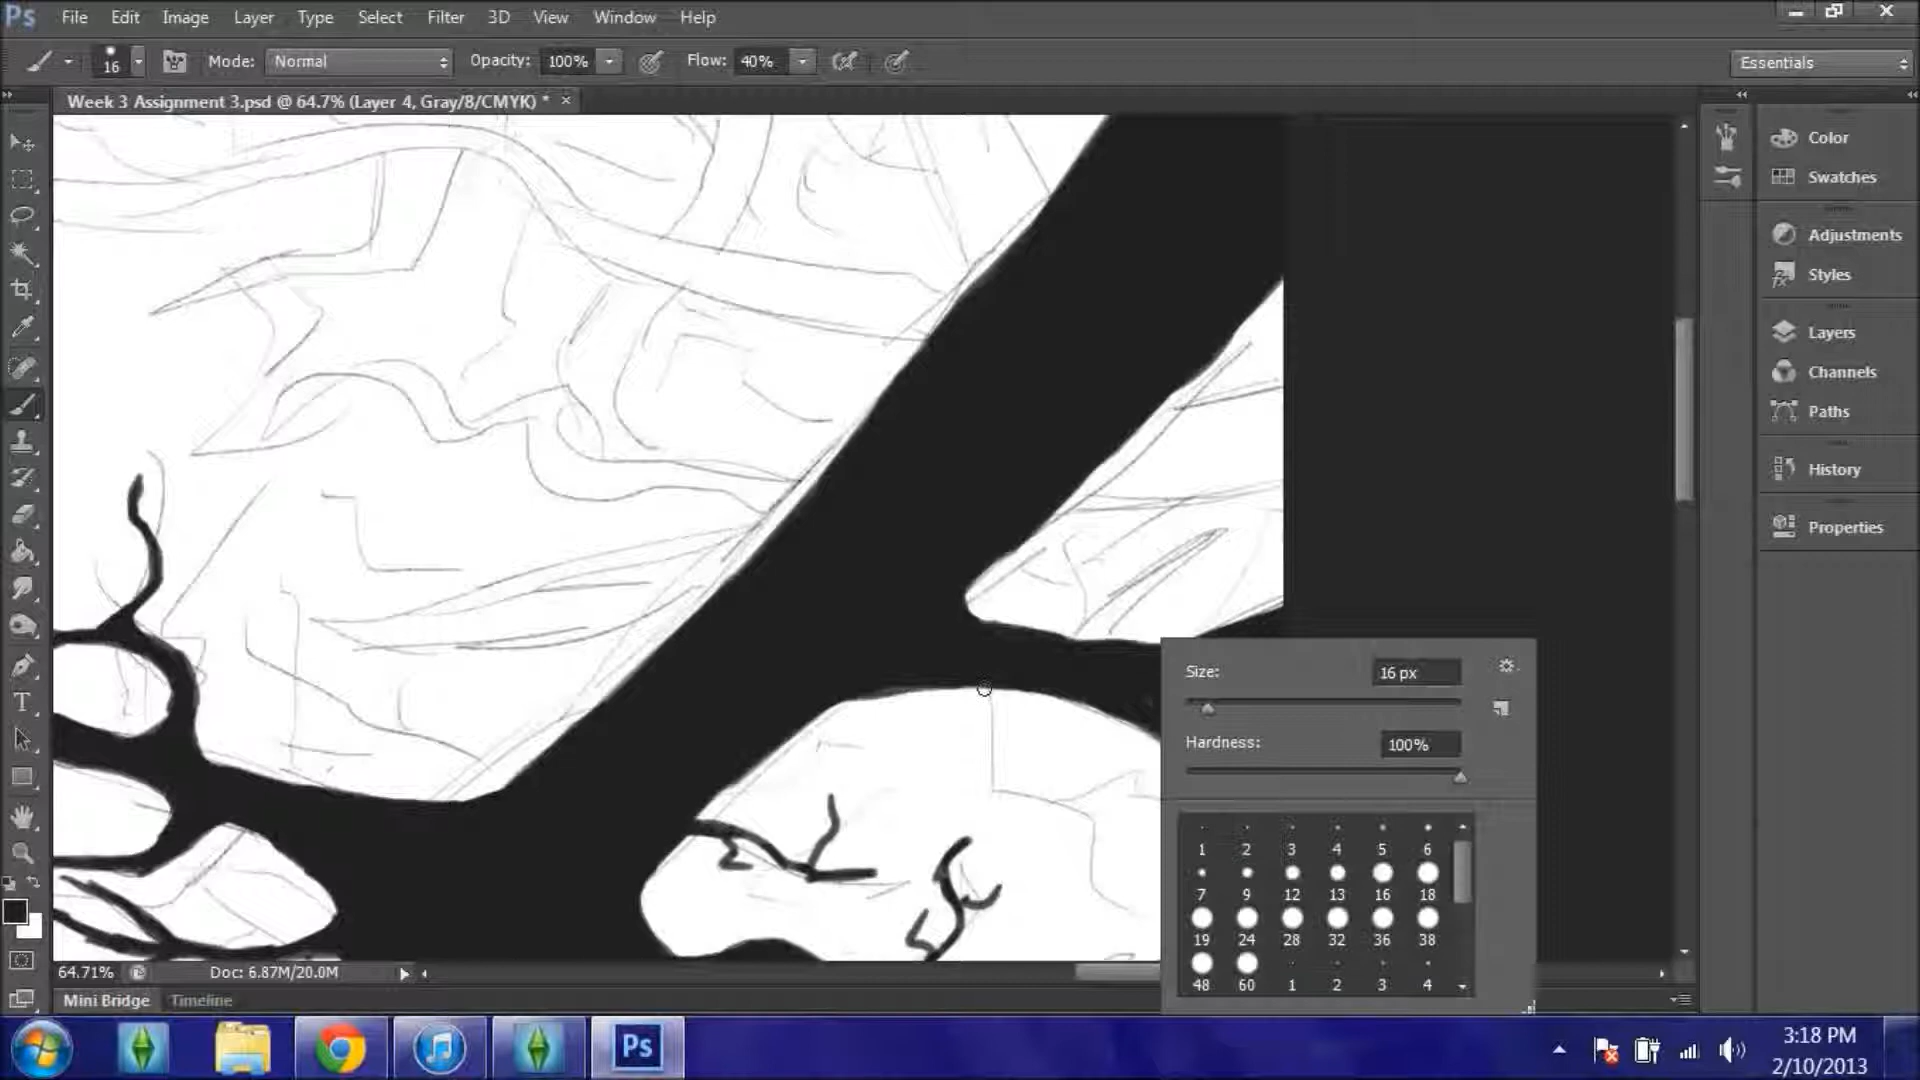 Ps File Edit Image Layer Type Select Filter 3D View Window Help
16 Mode: Normal Opacity: 100% Flow: 40% Essentials
Week 3 Assignment 3.psd @ 64.7% (Layer 4, Gray/8/CMYK) * ×
Color
Swatches
Adjustments
Styles
Layers
Channels
Paths
History
Properties
Size: 16 px
Hardness: 100%
1 2 3 4 5 6
7 9 12 13 16 18
19 24 28 32 36 38
48 60 1 2 3 4
T
64.71% Doc: 6.87M/20.0M
Mini Bridge Timeline
Ps
3:18 PM
2/10/2013